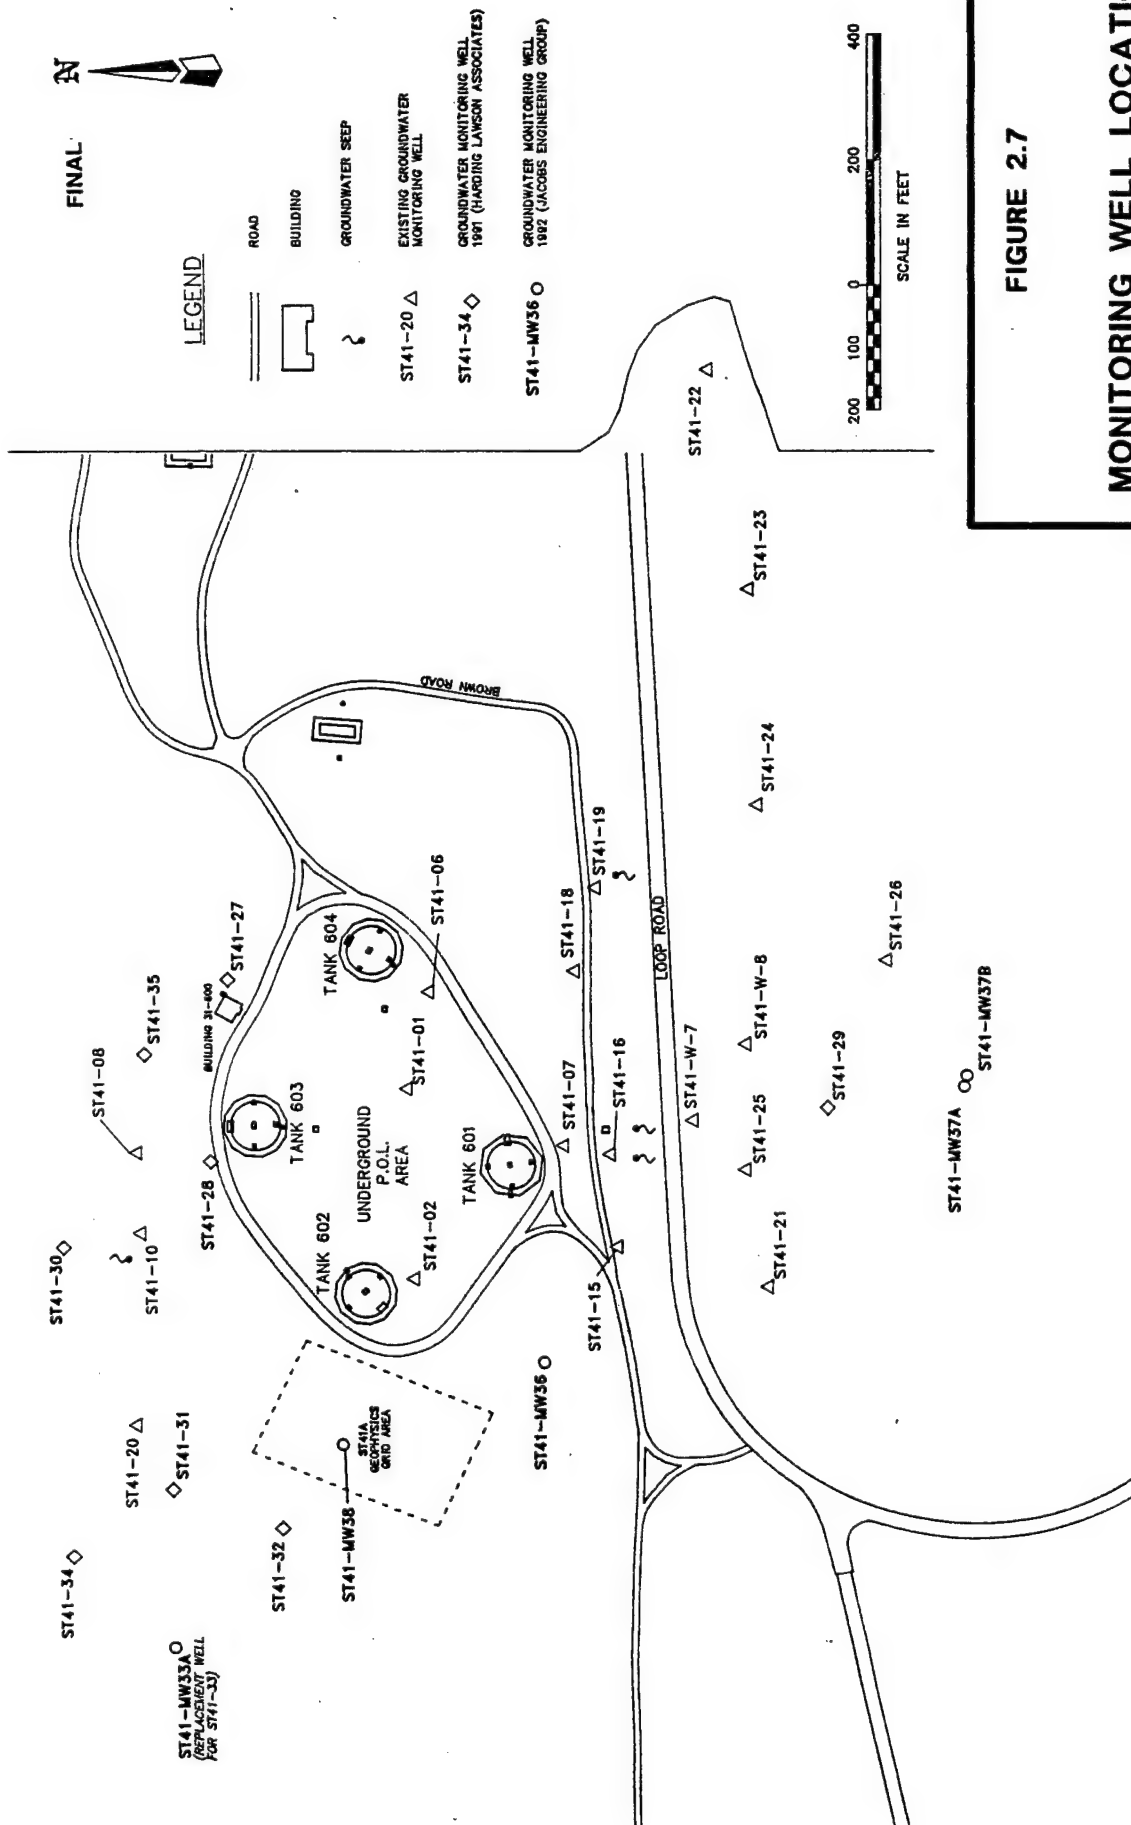 FINAL
N
LEGEND
ROAD
BUILDING
GROUNDWATER SEEP
ST41-20
EXISTING GROUNDWATER
MONITORING WELL
ST41-34
GROUNDWATER MONITORING WELL
1991 (HARDING LAWSON ASSOCIATES)
ST41-MW36
GROUNDWATER MONITORING WELL
1992 (JACOBS ENGINEERING GROUP)
200 100 0 200 400
SCALE IN FEET
FIGURE 2.7
MONITORING WELL LOCATI
ST41-34
ST41-30
ST41-08
ST41-20
ST41-10
ST41-35
ST41-MW33A
(REPLACEMENT WELL
FOR ST41-33)
ST41-31
ST41-28
BUILDING 31-600
ST41-27
ST41-32
TANK 603
TANK 602
TANK 604
ST41-MW38
ST41A
GEOPHYSICS
GRID AREA
UNDERGROUND
P.O.L.
AREA
ST41-01
ST41-02
ST41-06
BROWN ROAD
TANK 601
ST41-MW36
ST41-07
ST41-18
ST41-15
ST41-16
ST41-19
LOOP ROAD
ST41-W-7
ST41-22
ST41-21
ST41-25
ST41-W-8
ST41-24
ST41-23
ST41-29
ST41-26
ST41-MW37A
ST41-MW37B